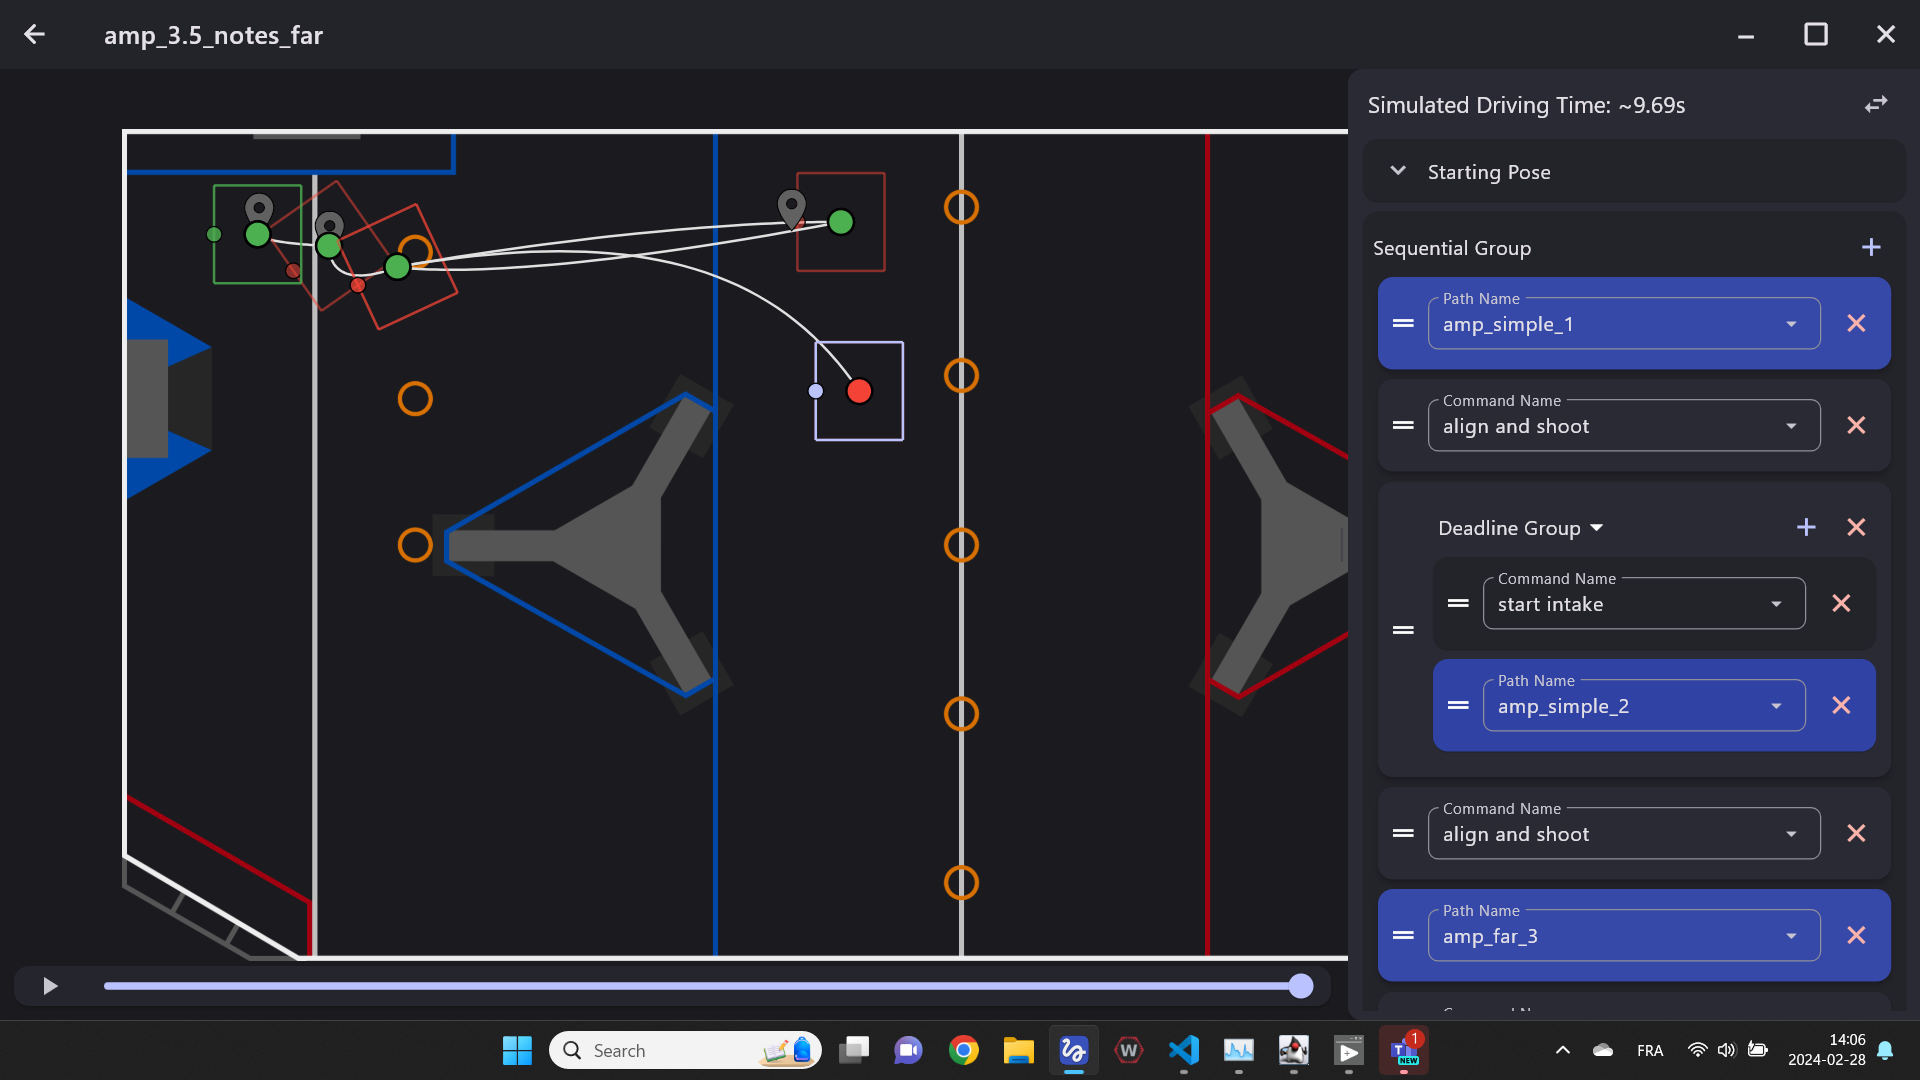 amp_3.5_notes_far
Simulated Driving Time: ~9.69s
Starting Pose
Sequential Group
Path Name
amp_simple_1
Command Name
align and shoot
Deadline Group
Command Name
start intake
Path Name
amp_simple_2
Command Name
align and shoot
Path Name
amp_far_3
Search
W
T
NEW
1
FRA
14:06
2024-02-28